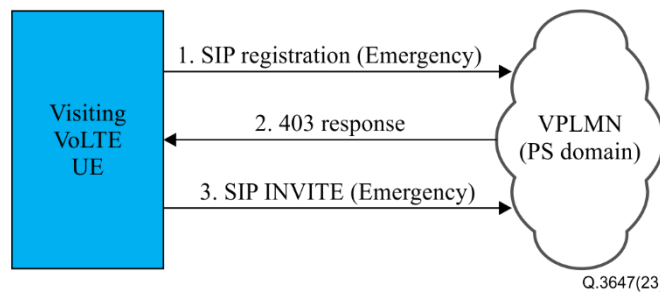 1. SIP registration (Emergency)
Visiting
VoLTE
UE
2. 403 response
VPLMN
(PS domain)
3. SIP INVITE (Emergency)
Q.3647(23